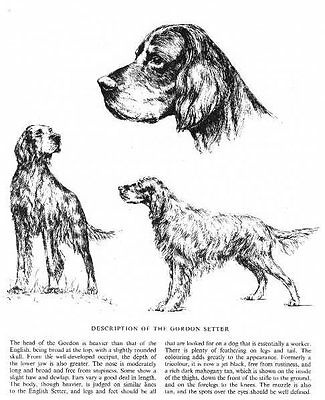 DESCRIPTION OF THE GORDON SETTER
The head of the Gordon is heavier than that of the
English, being broad at the top, with a slightly rounded
skull. From the well-developed occiput, the depth of
the lower jaw is also greater. The nose is moderately
long and broad and free from snipiness. Some show a
slight haw and dewlap. Ears vary a good deal in length.
The body, though heavier, is judged on similar lines
to the English Setter, and legs and feet should be all
that are looked for on a dog that is essentially a worker.
There is plenty of feathering on legs and tail. The
colouring adds greatly to the appearance. Formerly a
tricolour, it is now a jet black, free from rustiness, and
a rich dark mahogany tan, which is shown on the inside
of the thighs, down the front of the stifle to the ground,
and on the forelegs to the knees. The muzzle is also
tan, and the spots over the eyes should be well defined.